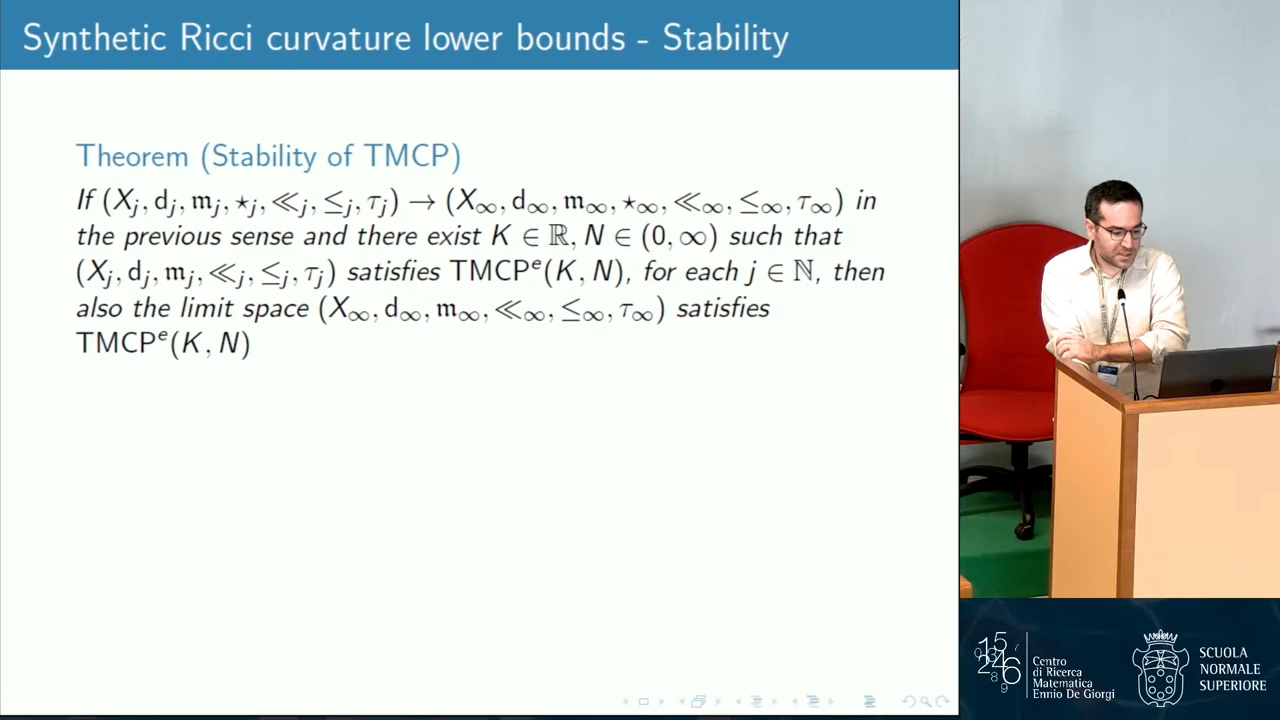 Synthetic Ricci curvature lower bounds - Stability
Theorem (Stability of TMCP)
If (Xⱼ, dⱼ, 𝔪ⱼ, ⋆ⱼ, ≪ⱼ, ≤ⱼ, τⱼ) → (X∞, d∞, 𝔪∞, ⋆∞, ≪∞, ≤∞, τ∞) in
the previous sense and there exist K ∈ ℝ, N ∈ (0, ∞) such that
(Xⱼ, dⱼ, 𝔪ⱼ, ≪ⱼ, ≤ⱼ, τⱼ) satisfies TMCPᵉ(K, N), for each j ∈ ℕ, then
also the limit space (X∞, d∞, 𝔪∞, ≪∞, ≤∞, τ∞) satisfies
TMCPᵉ(K, N)
Centro
di Ricerca
Matematica
Ennio De Giorgi
SCUOLA
NORMALE
SUPERIORE